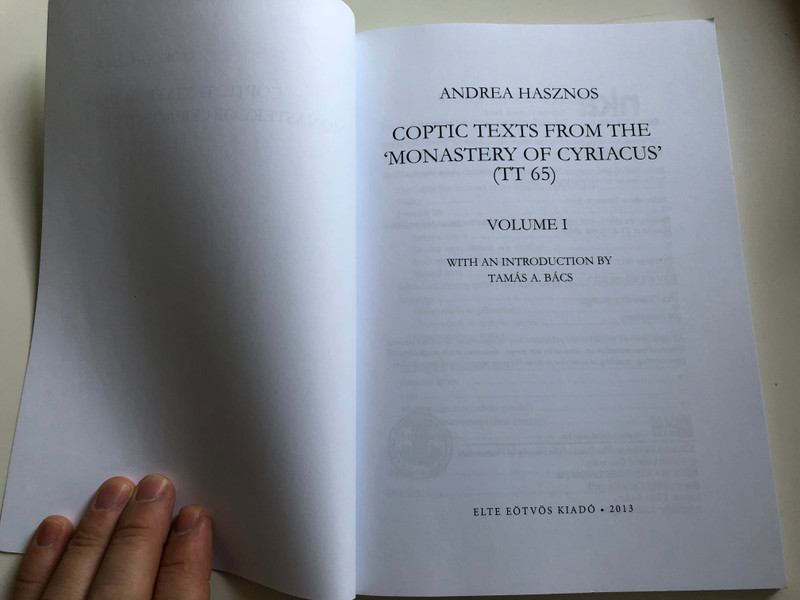 ANDREA HASZNOS
COPTIC TEXTS FROM THE
‘MONASTERY OF CYRIACUS’
(TT 65)
VOLUME I
WITH AN INTRODUCTION BY
TAMÁS A. BÁCS
ELTE EÖTVÖS KIADÓ • 2013